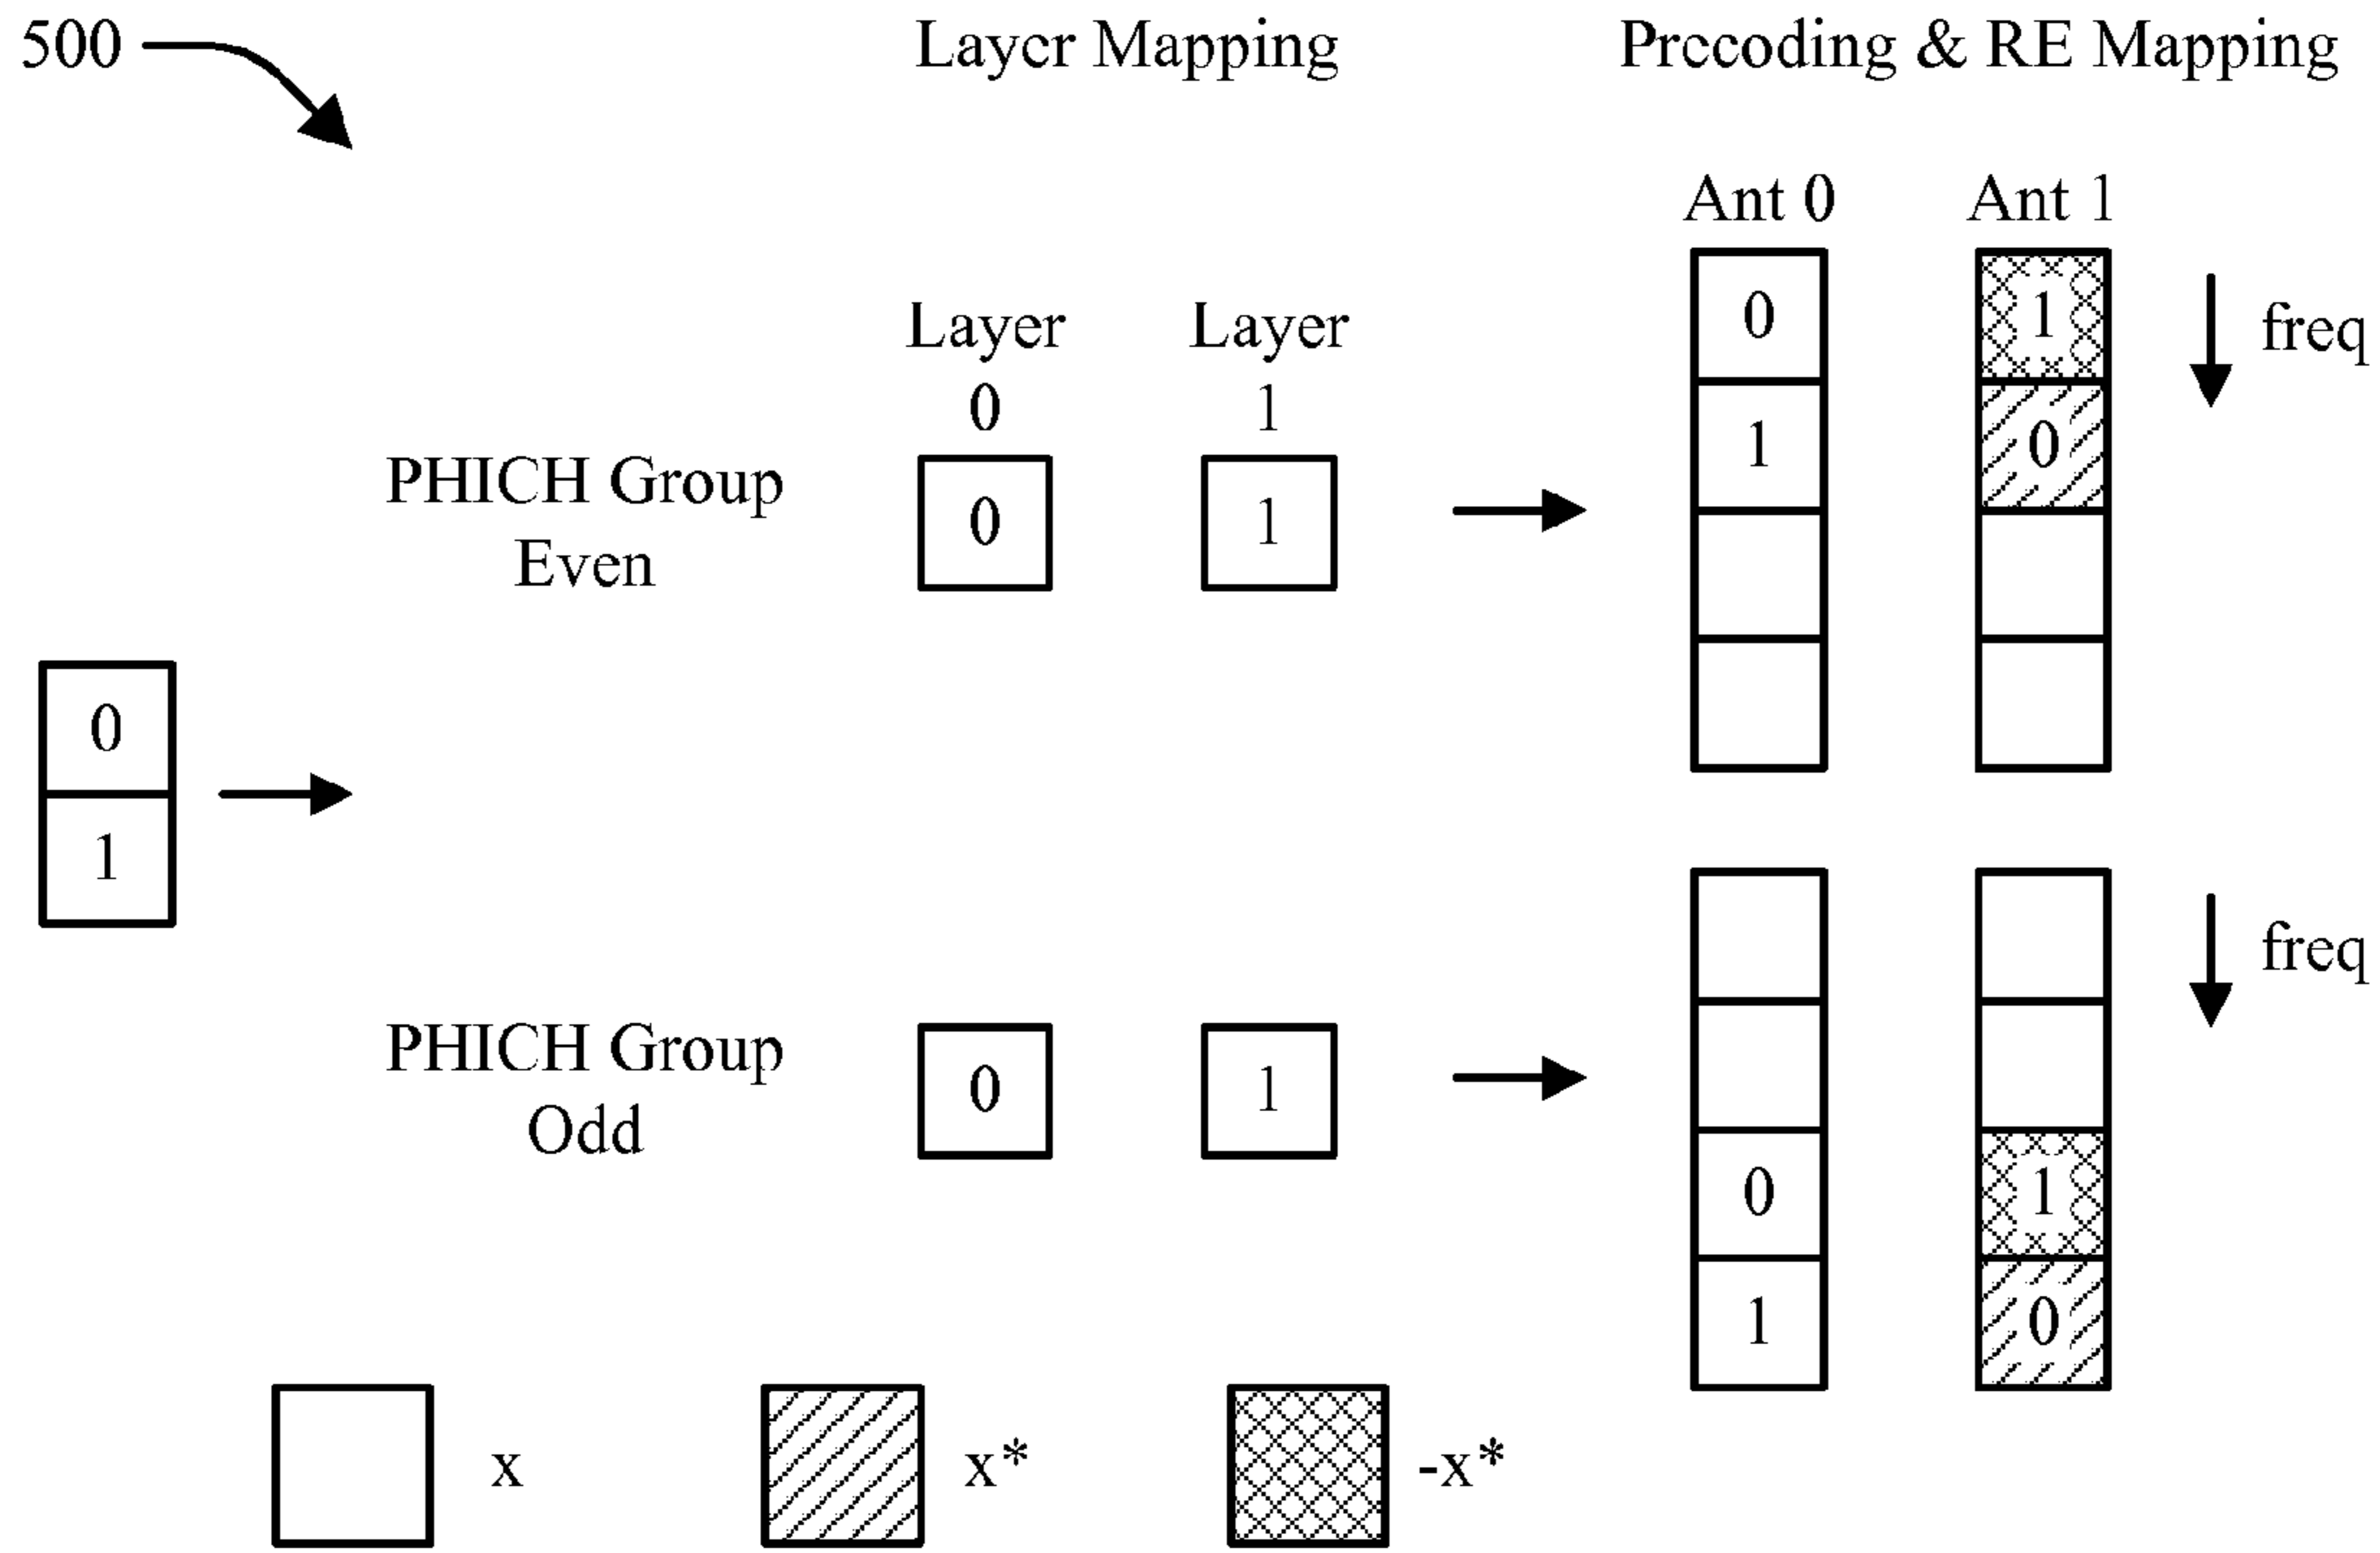 500
Layer Mapping
Precoding & RE Mapping
Ant 0
Ant 1
0
1
1
0
freq
Layer
0
Layer
1
PHICH Group
Even
0
1
0
1
PHICH Group
Odd
0
1
0
1
1
0
freq
x
x*
-x*